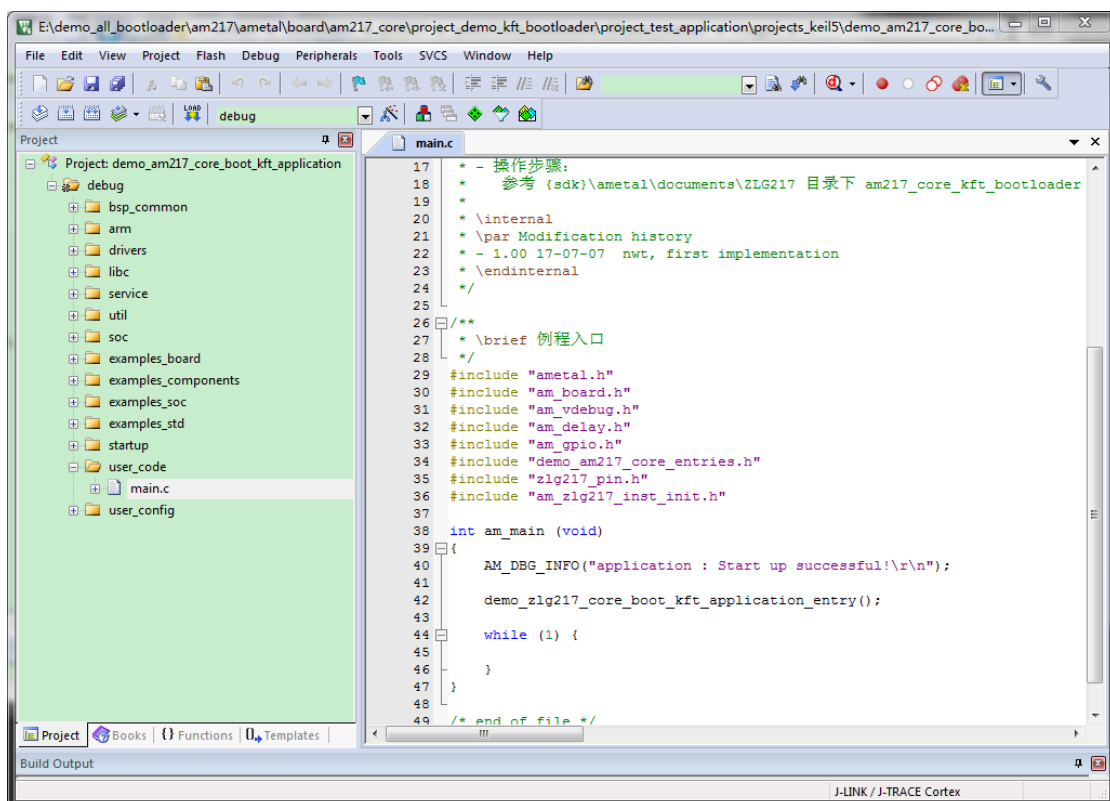 E:\demo_all_bootloader\am217\ametal\board\am217_core\project_demo_kft_bootloader\project_test_application\projects_keil5\demo_am217_core_bo...
File Edit View Project Flash Debug Peripherals Tools SVCS Window Help
LOAD debug
Project
main.c
Project: demo_am217_core_boot_kft_application
debug
bsp_common
arm
drivers
libc
service
util
soc
examples_board
examples_components
examples_soc
examples_std
startup
user_code
main.c
user_config
17 * - 操作步骤:
18 * 参考 {sdk}\ametal\documents\ZLG217 目录下 am217_core_kft_bootloader
19 *
20 * \internal
21 * \par Modification history
22 * - 1.00 17-07-07 nwt, first implementation
23 * \endinternal
24 */
25
26 /**
27 * \brief 例程入口
28 */
29 #include "ametal.h"
30 #include "am_board.h"
31 #include "am_vdebug.h"
32 #include "am_delay.h"
33 #include "am_gpio.h"
34 #include "demo_am217_core_entries.h"
35 #include "zlg217_pin.h"
36 #include "am_zlg217_inst_init.h"
37
38 int am_main (void)
39 {
40 AM_DBG_INFO("application : Start up successful!\r\n");
41
42 demo_zlg217_core_boot_kft_application_entry();
43
44 while (1) {
45
46 }
47 }
48
49 /* end of file */
Project Books {} Functions 0 Templates
Build Output
J-LINK / J-TRACE Cortex